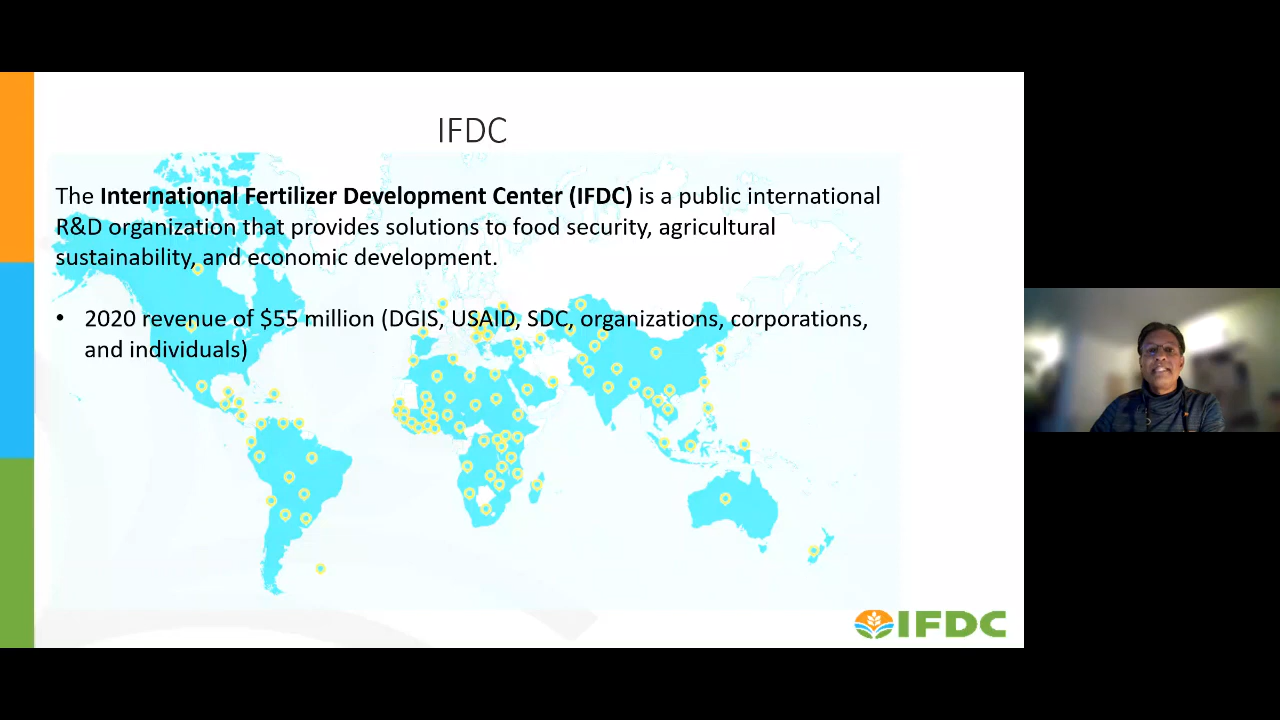 IFDC
The International Fertilizer Development Center (IFDC) is a public international
R&D organization that provides solutions to food security, agricultural
sustainability, and economic development.
• 2020 revenue of $55 million (DGIS, USAID, SDC, organizations, corporations,
and individuals)
IFDC